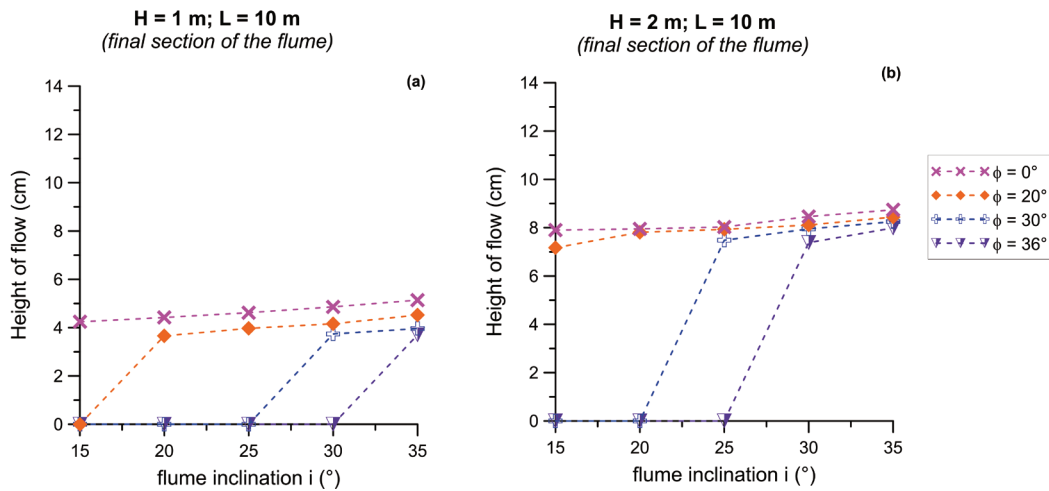 H = 1 m; L = 10 m
(final section of the flume)
(a)
14
12
10
8
6
4
2
0
15 20 25 30 35
Height of flow (cm)
flume inclination i (°)
H = 2 m; L = 10 m
(final section of the flume)
(b)
14
12
10
8
6
4
2
0
15 20 25 30 35
Height of flow (cm)
flume inclination i (°)
ϕ = 0°
ϕ = 20°
ϕ = 30°
ϕ = 36°